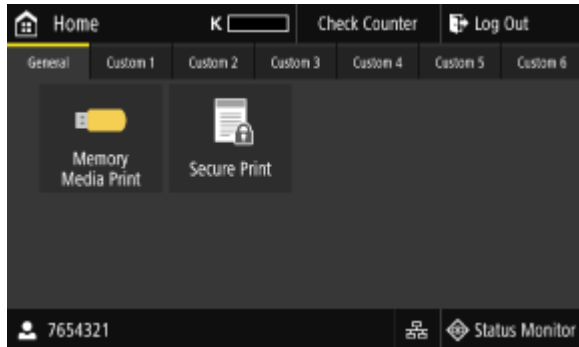 Home K Check Counter Log Out
General Custom 1 Custom 2 Custom 3 Custom 4 Custom 5 Custom 6
Memory
Media Print
Secure Print
7654321 Status Monitor